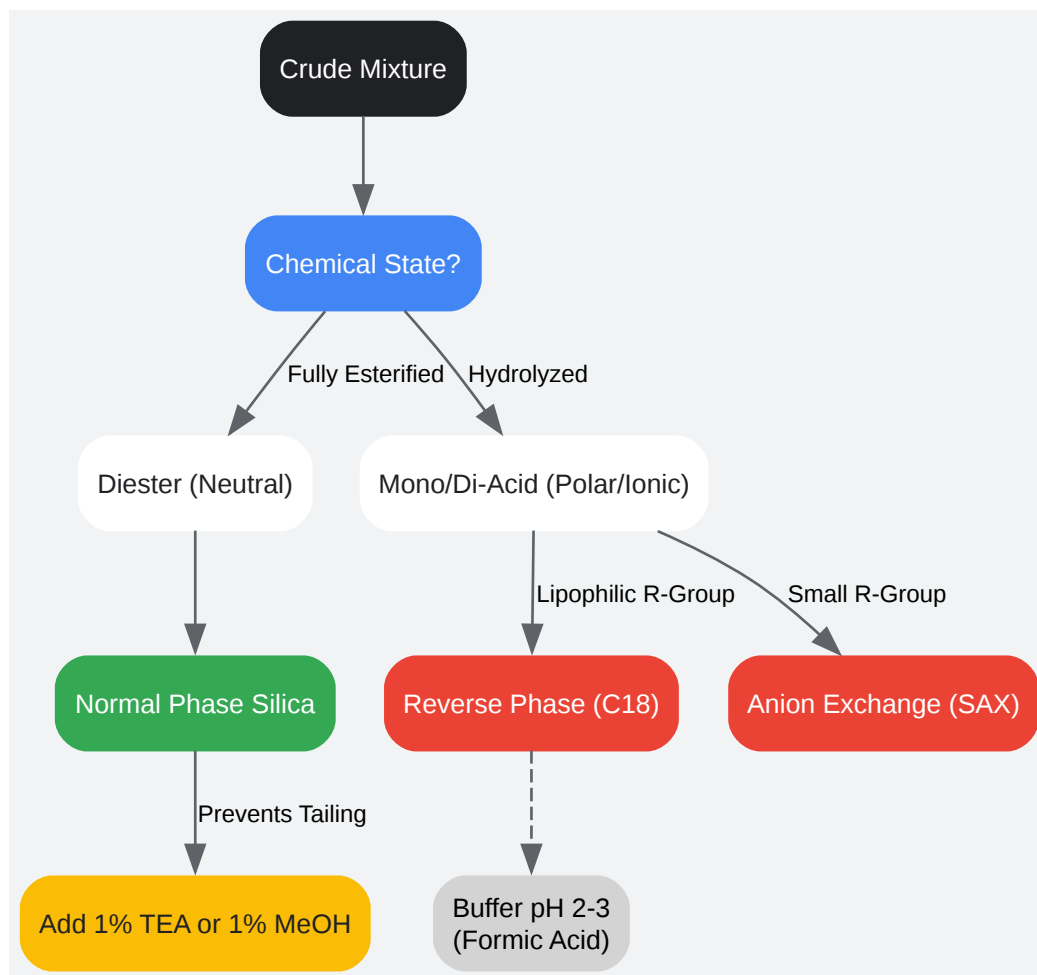 Crude Mixture
Chemical State?
Fully Esterified
Hydrolyzed
Diester (Neutral)
Mono/Di-Acid (Polar/Ionic)
Lipophilic R-Group
Small R-Group
Normal Phase Silica
Reverse Phase (C18)
Anion Exchange (SAX)
Prevents Tailing
Add 1% TEA or 1% MeOH
Buffer pH 2-3
(Formic Acid)